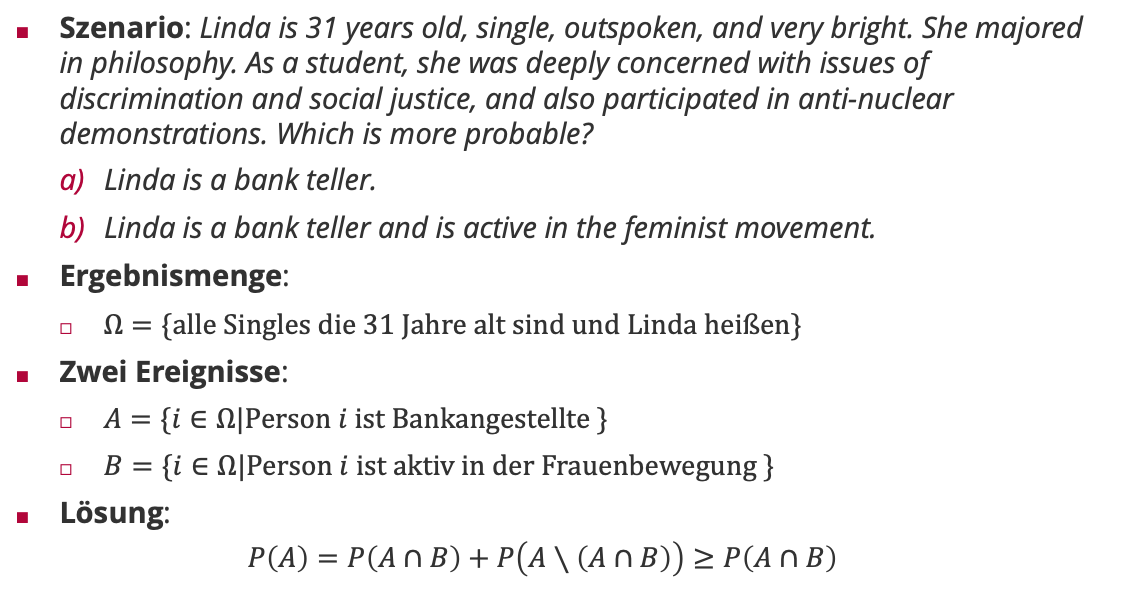 Szenario: Linda is 31 years old, single, outspoken, and very bright. She majored
in philosophy. As a student, she was deeply concerned with issues of
discrimination and social justice, and also participated in anti-nuclear
demonstrations. Which is more probable?
a) Linda is a bank teller.
b) Linda is a bank teller and is active in the feminist movement.
Ergebnismenge:
Ω = {alle Singles die 31 Jahre alt sind und Linda heißen}
Zwei Ereignisse:
A = {i ∈ Ω|Person i ist Bankangestellte }
B = {i ∈ Ω|Person i ist aktiv in der Frauenbewegung }
Lösung:
P(A) = P(A ∩ B) + P(A \ (A ∩ B)) ≥ P(A ∩ B)